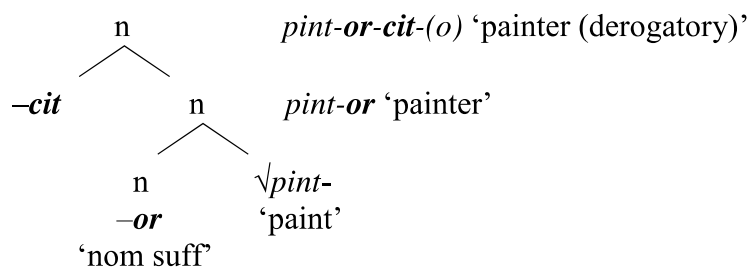 n pint-or-cit-(o) ‘painter (derogatory)’
–cit n pint-or ‘painter’
n √pint-
–or ‘paint’
‘nom suff’